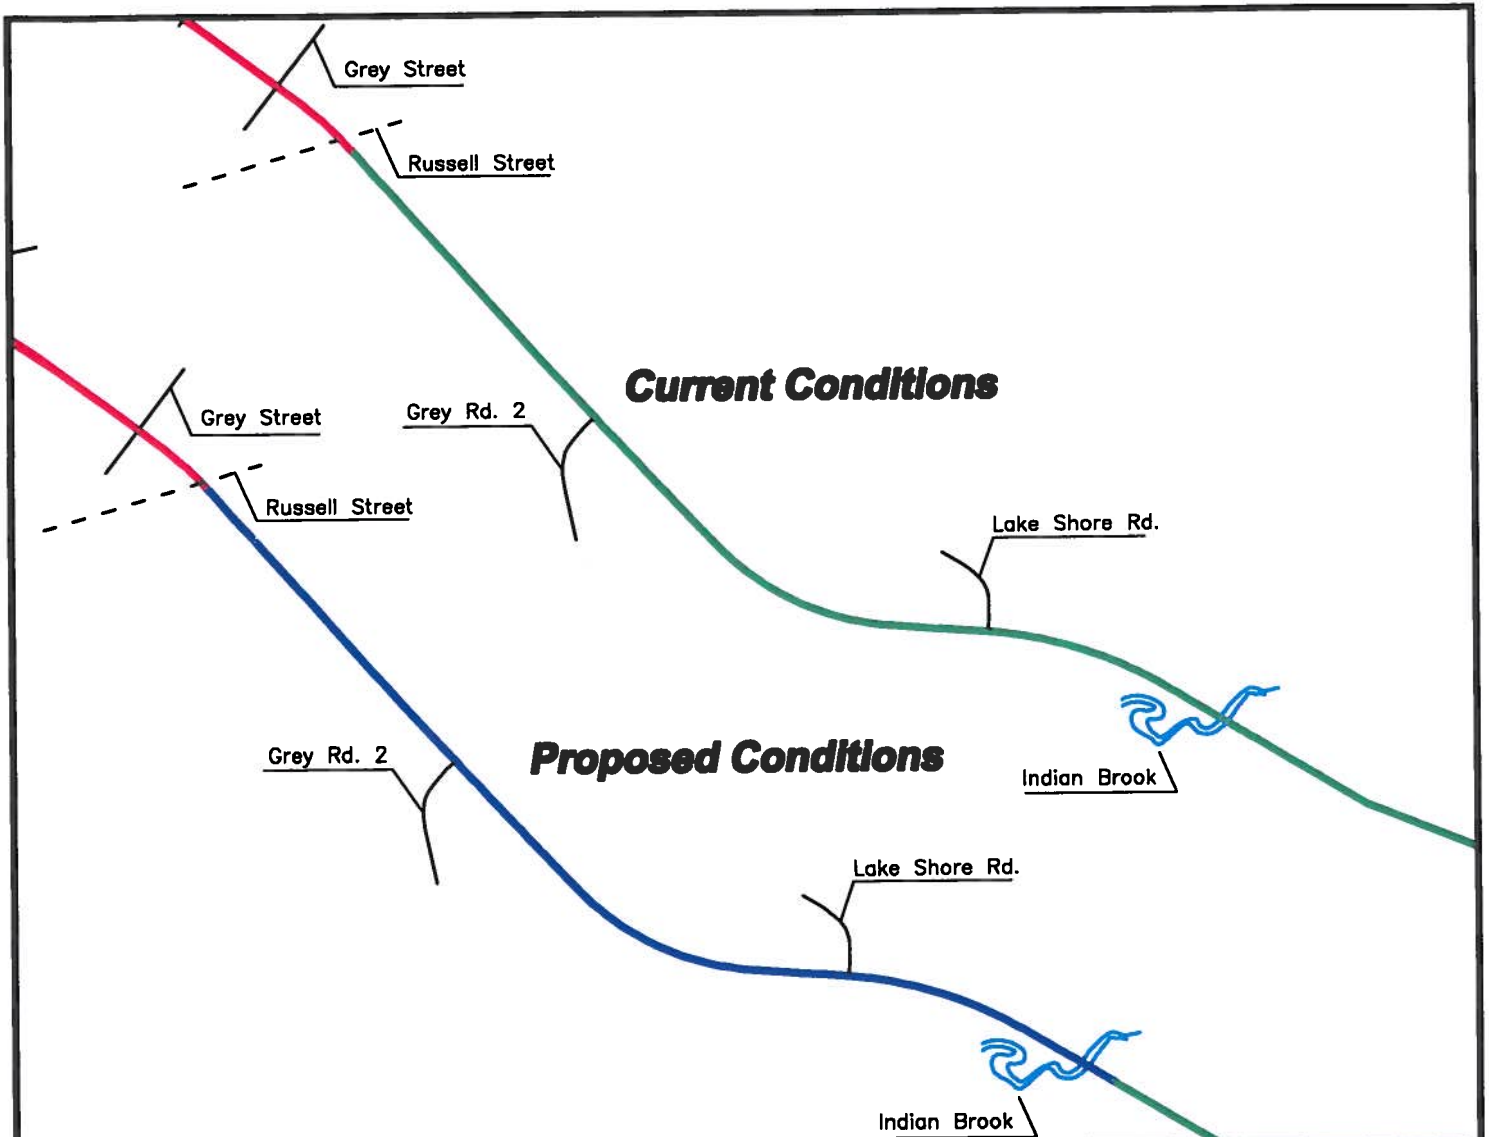 Grey Street
Russell Street
Current Conditions
Grey Rd. 2
Grey Street
Russell Street
Lake Shore Rd.
Proposed Conditions
Grey Rd. 2
Indian Brook
Lake Shore Rd.
Indian Brook